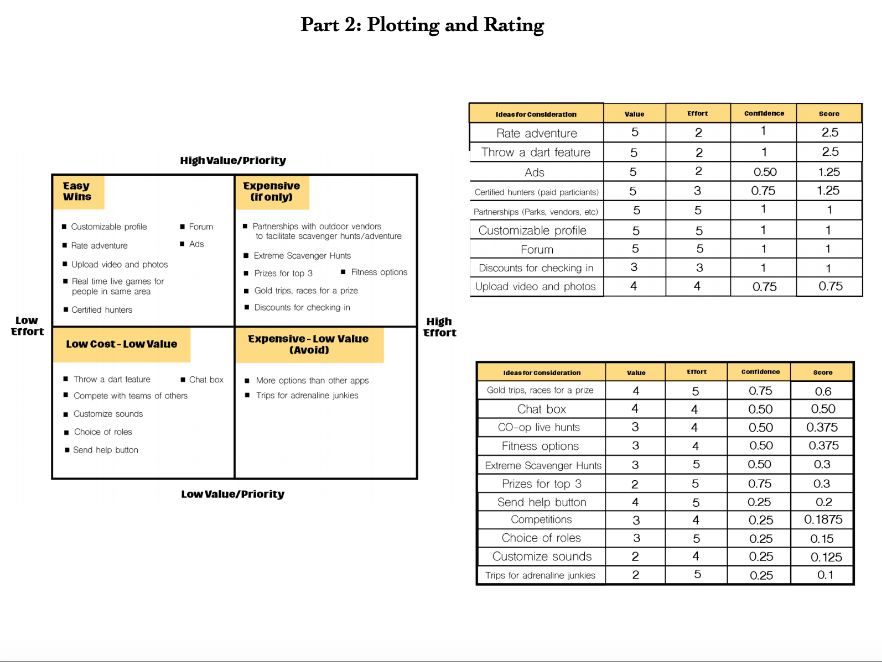 Part 2: Plotting and Rating
High Value/Priority
Easy
Wins
Customizable profile
Forum
Rate adventure
Ads
Upload video and photos
Real time live games for
people in same area
Certified hunters
Expensive
(if only)
Partnerships with outdoor vendors
to facilitate scavenger hunts/adventure
Extreme Scavenger Hunts
Prizes for top 3
Fitness options
Gold trips, races for a prize
Discounts for checking in
Low
Effort
High
Effort
Low Cost - Low Value
Throw a dart feature
Chat box
Compete with teams of others
Customize sounds
Choice of roles
Send help button
Expensive - Low Value
(Avoid)
More options than other apps
Trips for adrenaline junkies
Low Value/Priority
Ideas for Consideration Value Effort Confidence Score
Rate adventure 5 2 1 2.5
Throw a dart feature 5 2 1 2.5
Ads 5 2 0.50 1.25
Certified hunters (paid particiants) 5 3 0.75 1.25
Partnerships (Parks, vendors, etc) 5 5 1 1
Customizable profile 5 5 1 1
Forum 5 5 1 1
Discounts for checking in 3 3 1 1
Upload video and photos 4 4 0.75 0.75
Ideas for Consideration Value Effort Confidence Score
Gold trips, races for a prize 4 5 0.75 0.6
Chat box 4 4 0.50 0.50
CO-op live hunts 3 4 0.50 0.375
Fitness options 3 4 0.50 0.375
Extreme Scavenger Hunts 3 5 0.50 0.3
Prizes for top 3 2 5 0.75 0.3
Send help button 4 5 0.25 0.2
Competitions 3 4 0.25 0.1875
Choice of roles 3 5 0.25 0.15
Customize sounds 2 4 0.25 0.125
Trips for adrenaline junkies 2 5 0.25 0.1